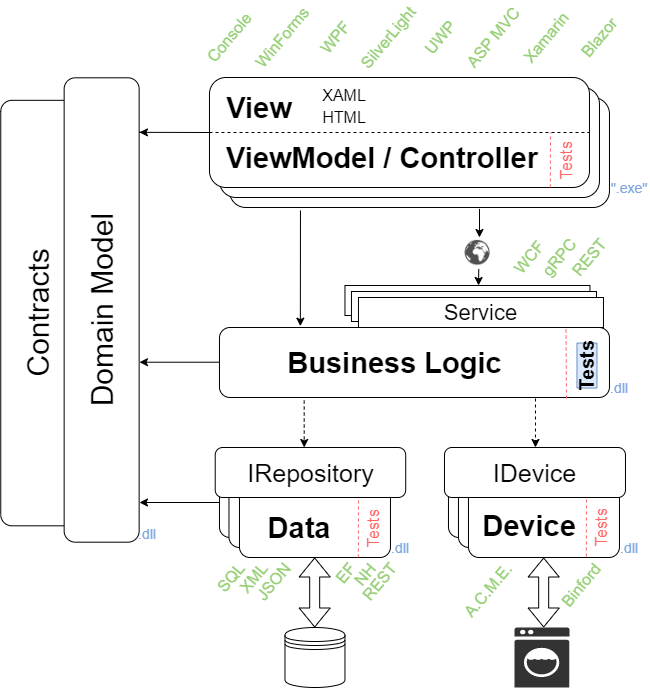 Console
WinForms
WPF
SilverLight
UWP
ASP MVC
Xamarin
Blazor
View
XAML
HTML
ViewModel / Controller
Tests
".exe"
Contracts
Domain Model
.dll
WCF
gRPC
REST
Service
Business Logic
Tests
.dll
IRepository
Data
Tests
.dll
IDevice
Device
Tests
.dll
SQL
XML
JSON
EF
NH
REST
A.C.M.E.
Binford